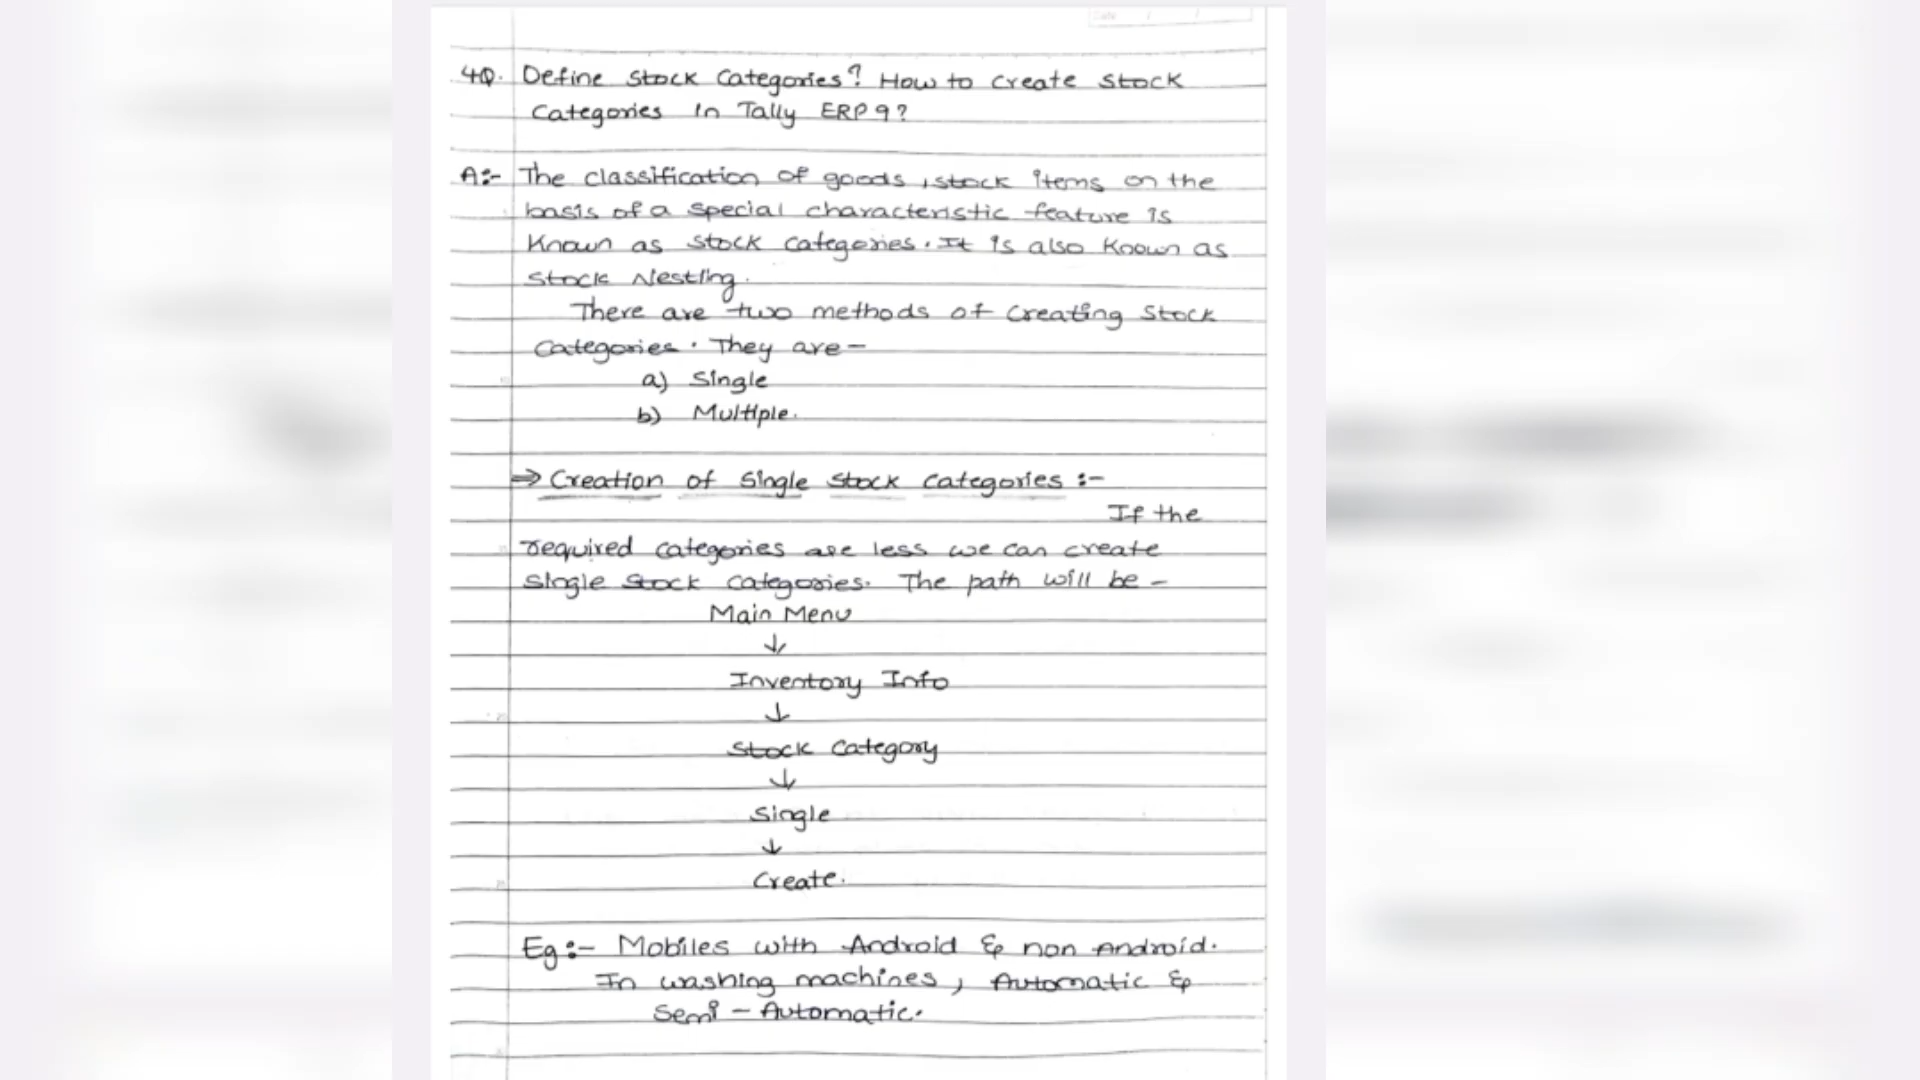 4Q. Define Stock Categories? How to create Stock
Categories In Tally ERP 9?
A:- The classification of goods, stock items on the
basis of a special characteristic feature is
Known as stock categories. It is also Known as
Stock Nestling.
There are two methods of creating Stock
Categories. They are-
a) Single
b) Multiple.
⇒ Creation of Single Stock Categories :-
If the
required categories are less we can create
single stock categories. The path will be -
Main Menu
↓
Inventory Info
↓
Stock Category
↓
Single
↓
Create.
Eg:- Mobiles with Android & non Android.
In washing machines, Automatic &
Semi - Automatic.